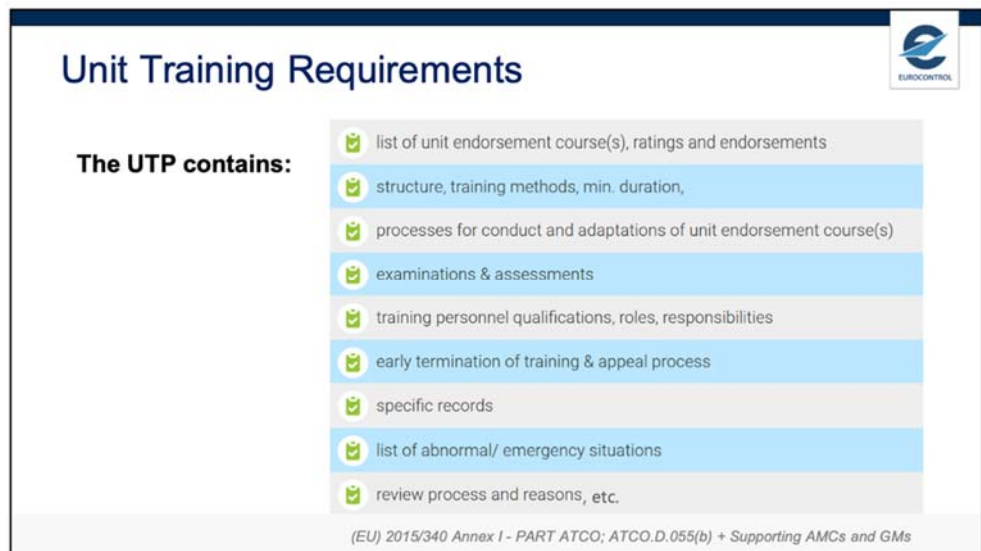 Unit Training Requirements
EUROCONTROL
The UTP contains:
list of unit endorsement course(s), ratings and endorsements
structure, training methods, min. duration,
processes for conduct and adaptations of unit endorsement course(s)
examinations & assessments
training personnel qualifications, roles, responsibilities
early termination of training & appeal process
specific records
list of abnormal/ emergency situations
review process and reasons, etc.
(EU) 2015/340 Annex I - PART ATCO; ATCO.D.055(b) + Supporting AMCs and GMs